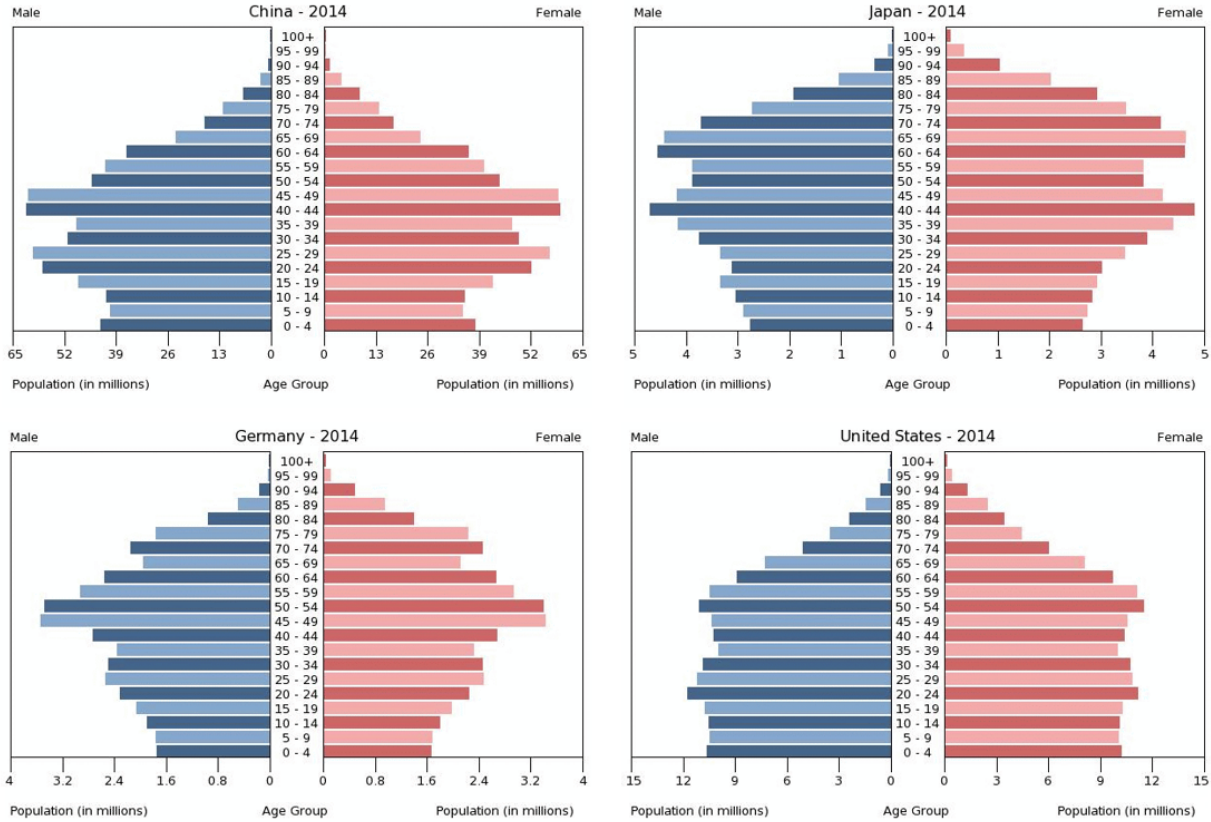 China - 2014
Male
Female
100+
95 - 99
90 - 94
85 - 89
80 - 84
75 - 79
70 - 74
65 - 69
60 - 64
55 - 59
50 - 54
45 - 49
40 - 44
35 - 39
30 - 34
25 - 29
20 - 24
15 - 19
10 - 14
5 - 9
0 - 4
65 52 39 26 13 0 0 13 26 39 52 65
Population (in millions) Age Group Population (in millions)
Japan - 2014
Male
Female
100+
95 - 99
90 - 94
85 - 89
80 - 84
75 - 79
70 - 74
65 - 69
60 - 64
55 - 59
50 - 54
45 - 49
40 - 44
35 - 39
30 - 34
25 - 29
20 - 24
15 - 19
10 - 14
5 - 9
0 - 4
5 4 3 2 1 0 0 1 2 3 4 5
Population (in millions) Age Group Population (in millions)
Germany - 2014
Male
Female
100+
95 - 99
90 - 94
85 - 89
80 - 84
75 - 79
70 - 74
65 - 69
60 - 64
55 - 59
50 - 54
45 - 49
40 - 44
35 - 39
30 - 34
25 - 29
20 - 24
15 - 19
10 - 14
5 - 9
0 - 4
4 3.2 2.4 1.6 0.8 0 0 0.8 1.6 2.4 3.2 4
Population (in millions) Age Group Population (in millions)
United States - 2014
Male
Female
100+
95 - 99
90 - 94
85 - 89
80 - 84
75 - 79
70 - 74
65 - 69
60 - 64
55 - 59
50 - 54
45 - 49
40 - 44
35 - 39
30 - 34
25 - 29
20 - 24
15 - 19
10 - 14
5 - 9
0 - 4
15 12 9 6 3 0 0 3 6 9 12 15
Population (in millions) Age Group Population (in millions)